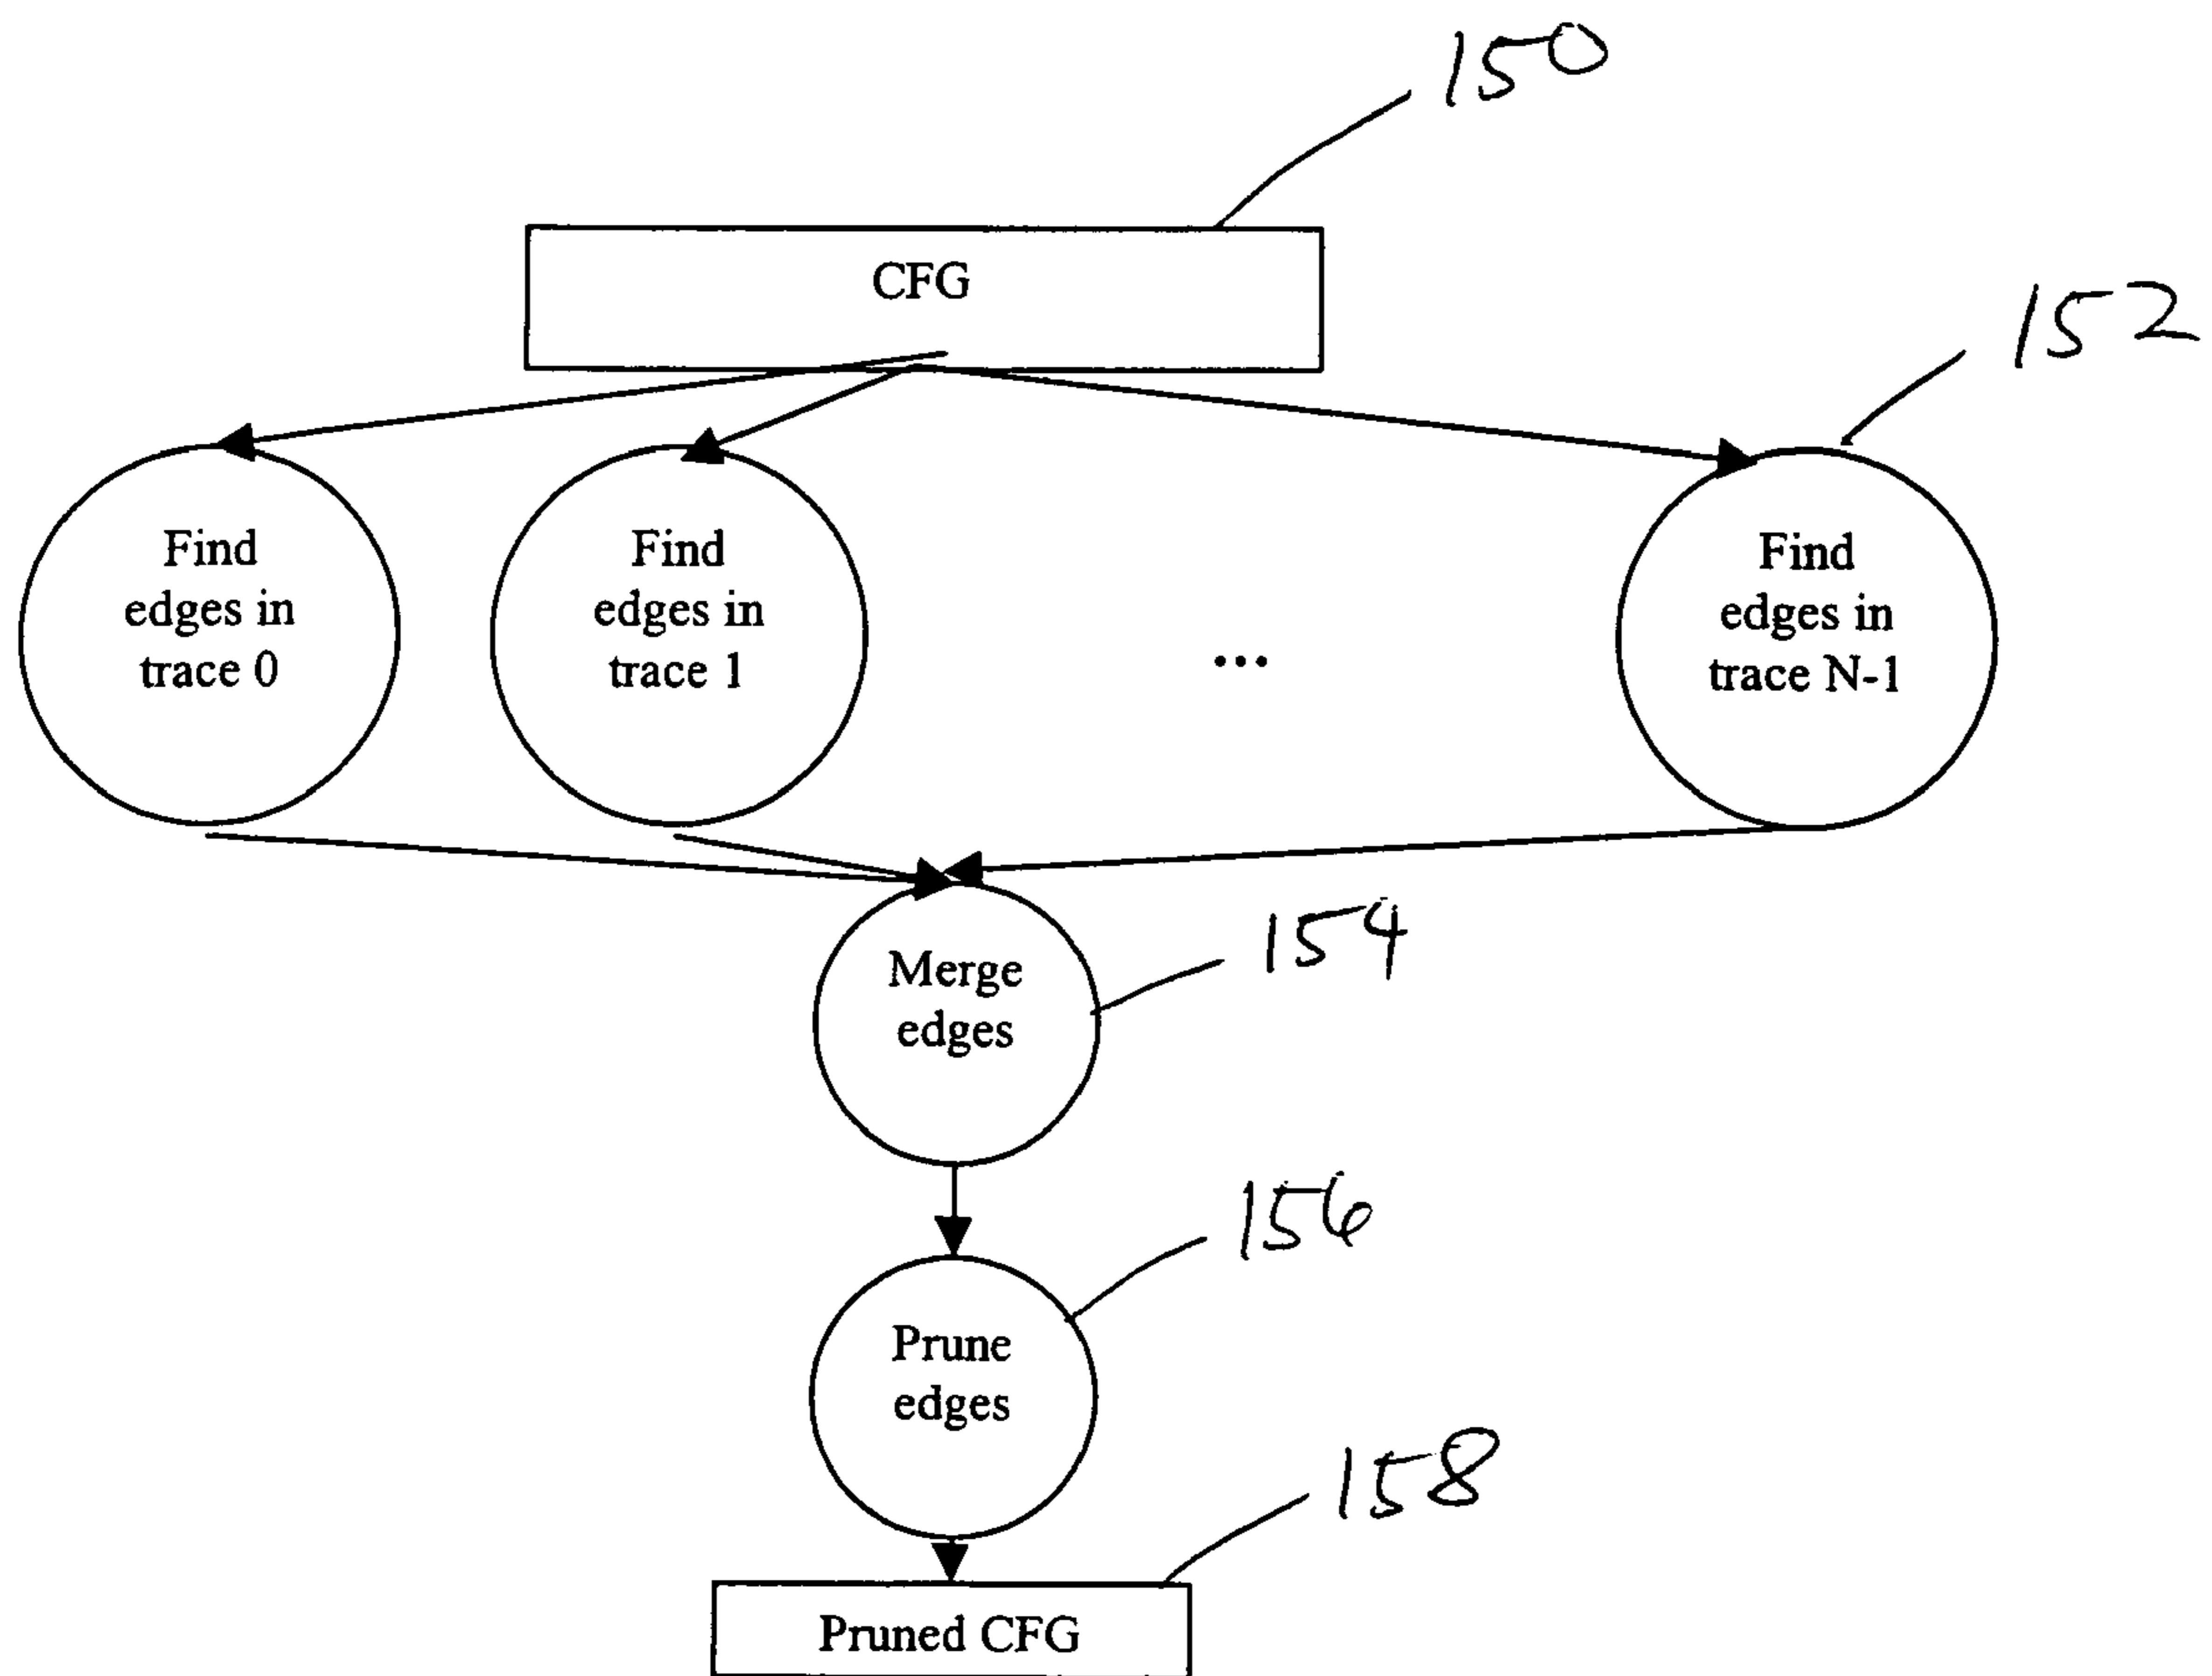 150
CFG
152
Find
edges in
trace 0
Find
edges in
trace 1
...
Find
edges in
trace N-1
Merge
edges
154
156
Prune
edges
158
Pruned CFG